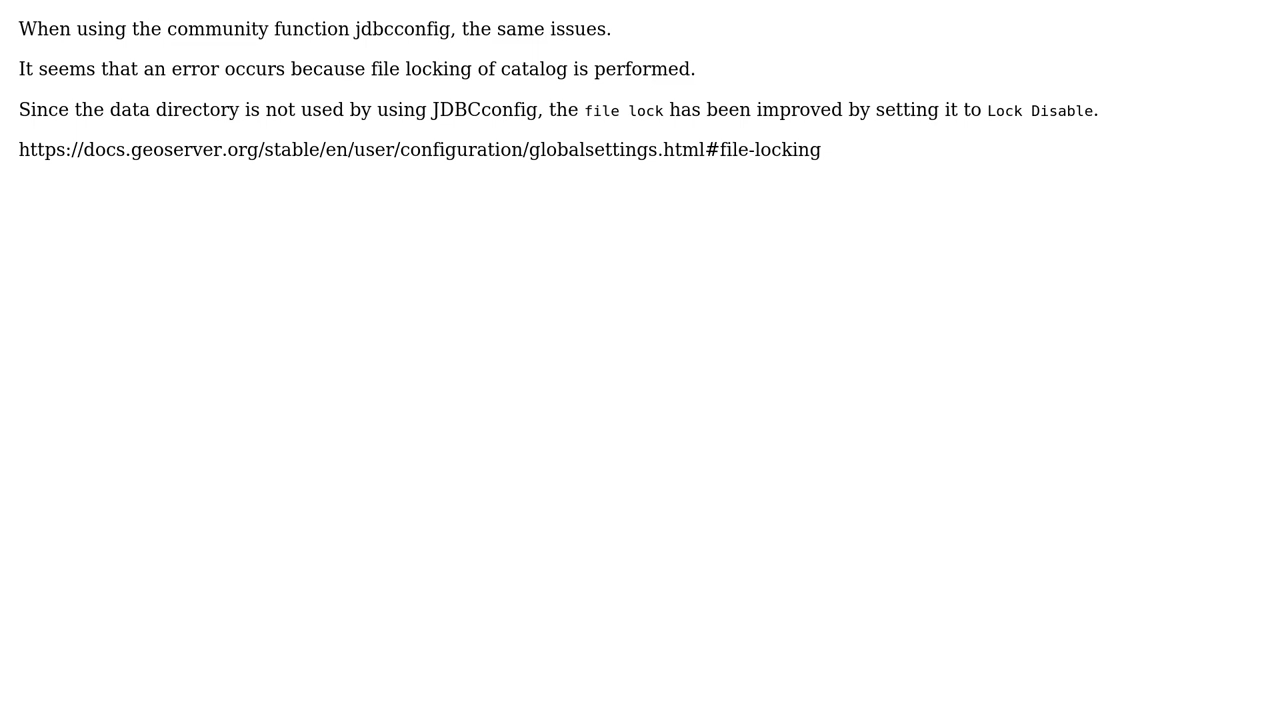 When using the community function jdbcconfig, the same issues.
It seems that an error occurs because file locking of catalog is performed.
Since the data directory is not used by using JDBCconfig, the file lock has been improved by setting it to Lock Disable.
https://docs.geoserver.org/stable/en/user/configuration/globalsettings.html#file-locking